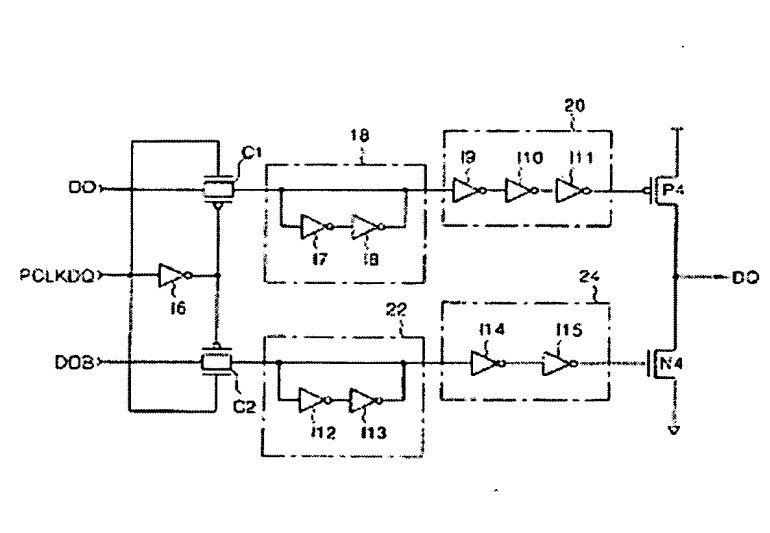 20
18
C1
I9 I10 I11
DO
P4
I7 I8
PCLKDQ
I6
DQ
22
24
I14 I15
DOB
N4
C2
I12 I13